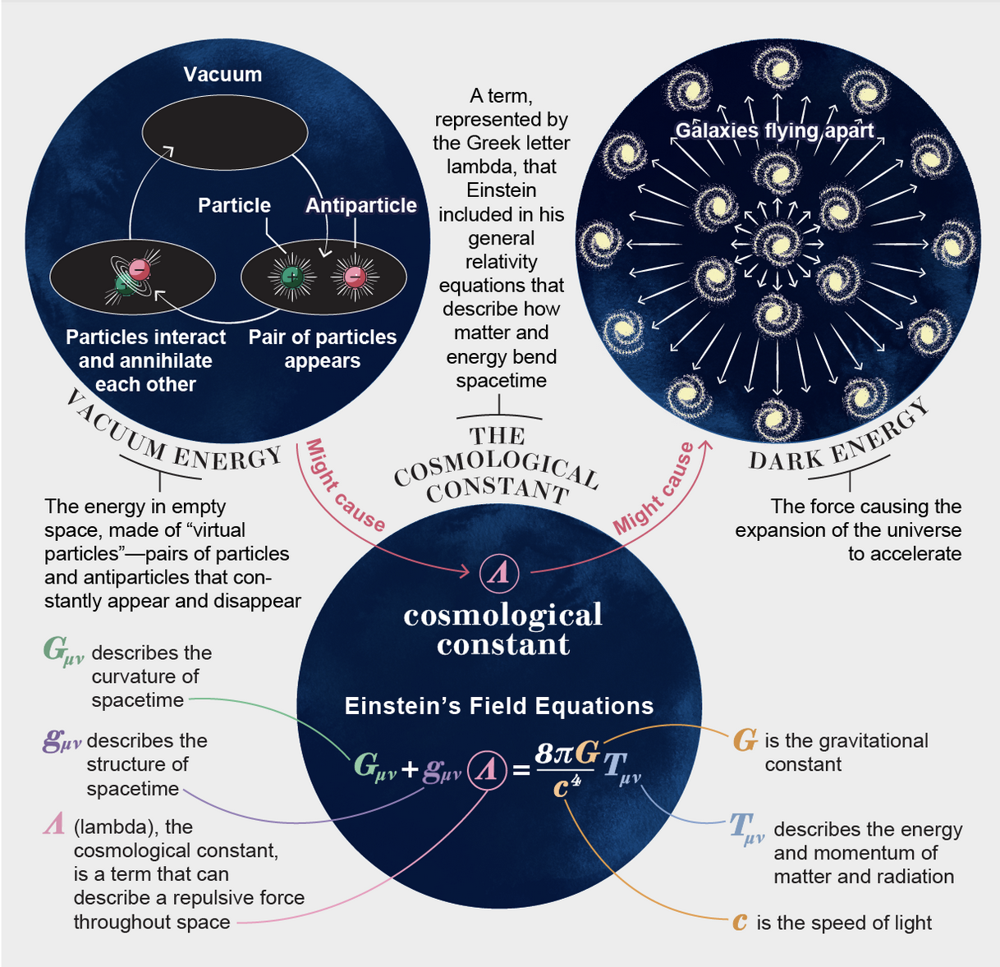 Vacuum
Particle
Antiparticle
+
−
−
Particles interact
and annihilate
each other
Pair of particles
appears
VACUUM ENERGY
The energy in empty
space, made of “virtual
particles”—pairs of particles
and antiparticles that con-
stantly appear and disappear
A term,
represented by
the Greek letter
lambda, that
Einstein
included in his
general
relativity
equations that
describe how
matter and
energy bend
spacetime
THE
COSMOLOGICAL
CONSTANT
Galaxies flying apart
DARK ENERGY
The force causing the
expansion of the universe
to accelerate
Might cause
Might cause
Λ
cosmological
constant
Einstein’s Field Equations
Gμν + gμν Λ = 8πG/c⁴ Tμν
Gμν describes the
curvature of
spacetime
gμν describes the
structure of
spacetime
Λ (lambda), the
cosmological constant,
is a term that can
describe a repulsive force
throughout space
G is the gravitational
constant
Tμν describes the energy
and momentum of
matter and radiation
c is the speed of light